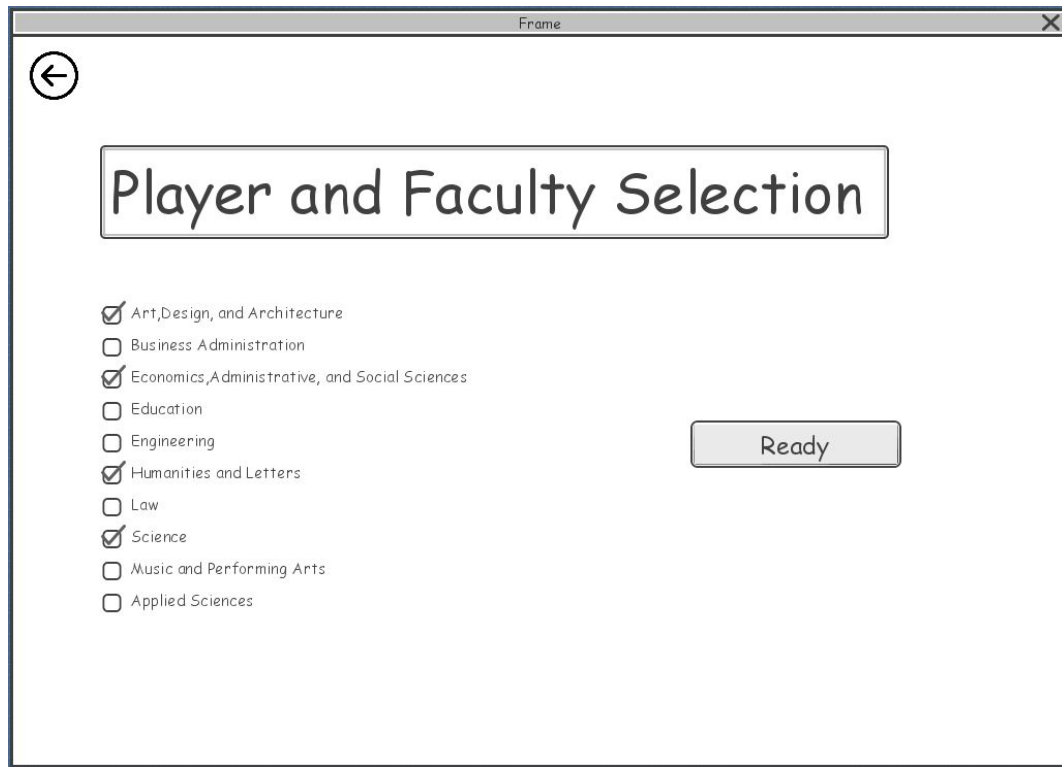 Frame
Player and Faculty Selection
Art,Design, and Architecture
Business Administration
Economics,Administrative, and Social Sciences
Education
Engineering
Ready
Humanities and Letters
Law
Science
Music and Performing Arts
Applied Sciences